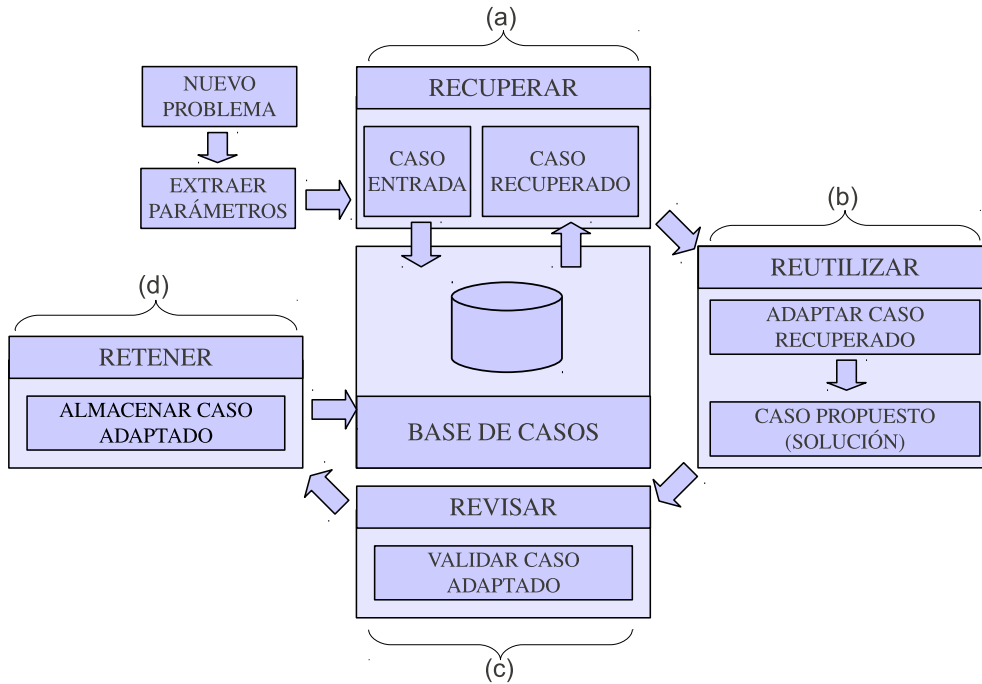 (a)
NUEVO
PROBLEMA
EXTRAER
PARÁMETROS
RECUPERAR
CASO
ENTRADA
CASO
RECUPERADO
(b)
REUTILIZAR
ADAPTAR CASO
RECUPERADO
CASO PROPUESTO
(SOLUCIÓN)
(d)
RETENER
ALMACENAR CASO
ADAPTADO
BASE DE CASOS
REVISAR
VALIDAR CASO
ADAPTADO
(c)